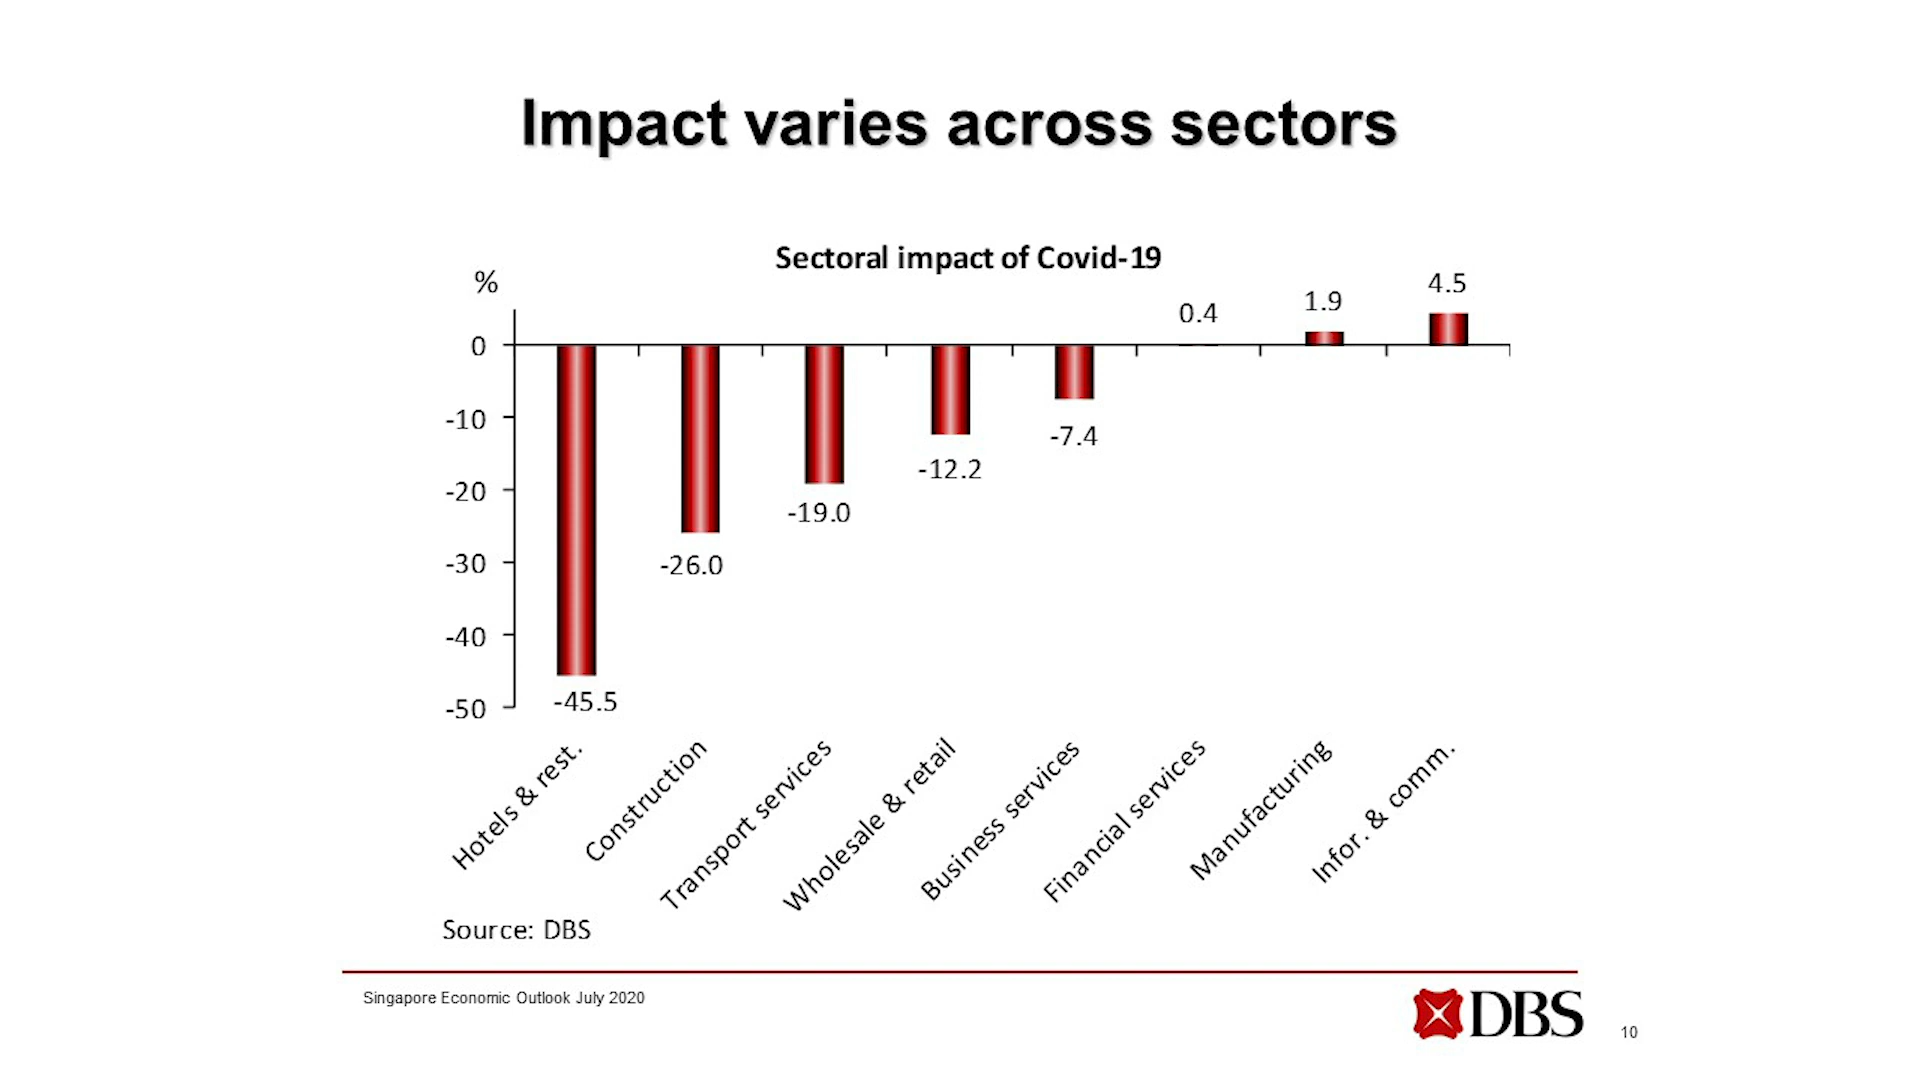 Impact varies across sectors
Sectoral impact of Covid-19
%
4.5
1.9
0.4
0
-10
-7.4
-12.2
-20
-19.0
-30
-26.0
-40
-45.5
-50
Hotels & rest.
Construction
Transport services
Wholesale & retail
Business services
Financial services
Manufacturing
Infor. & comm.
Source: DBS
Singapore Economic Outlook July 2020
DBS
10